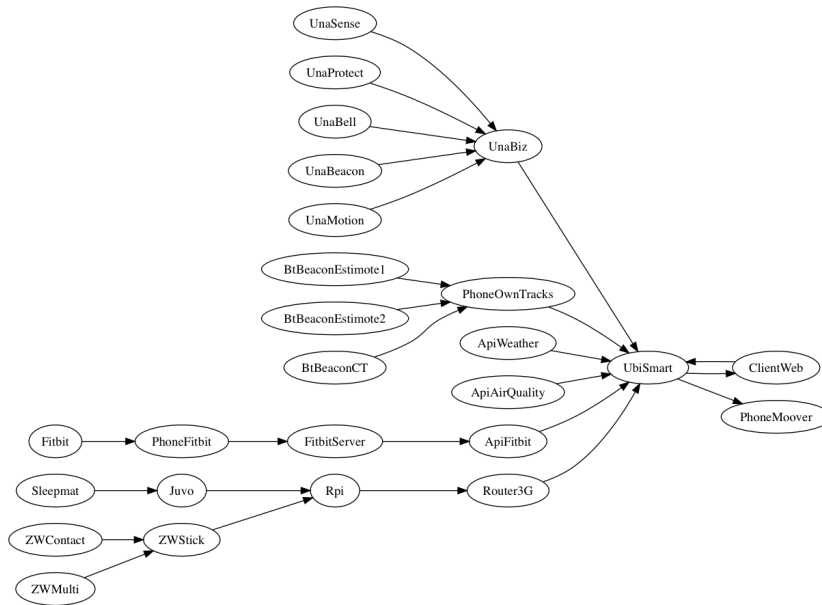 UnaSense
UnaProtect
UnaBell
UnaBiz
UnaBeacon
UnaMotion
BtBeaconEstimote1
PhoneOwnTracks
BtBeaconEstimote2
ApiWeather
BtBeaconCT
UbiSmart
ClientWeb
ApiAirQuality
PhoneMoover
Fitbit
PhoneFitbit
FitbitServer
ApiFitbit
Sleepmat
Juvo
Rpi
Router3G
ZWContact
ZWStick
ZWMulti